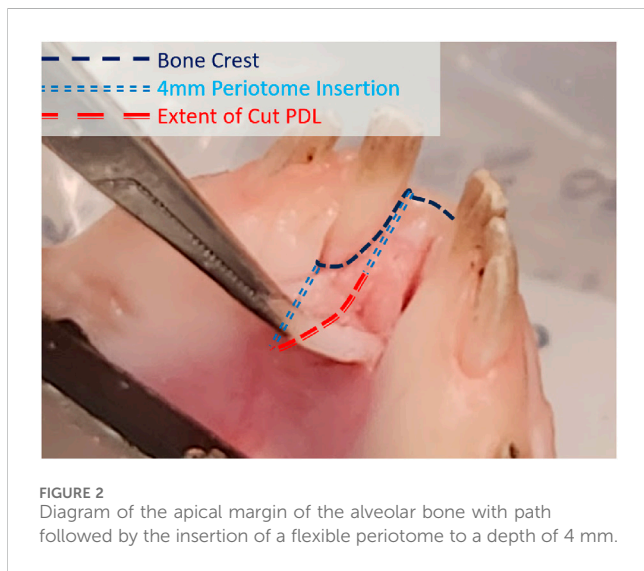 Bone Crest
4mm Periotome Insertion
Extent of Cut PDL
FIGURE 2
Diagram of the apical margin of the alveolar bone with path
followed by the insertion of a flexible periotome to a depth of 4 mm.